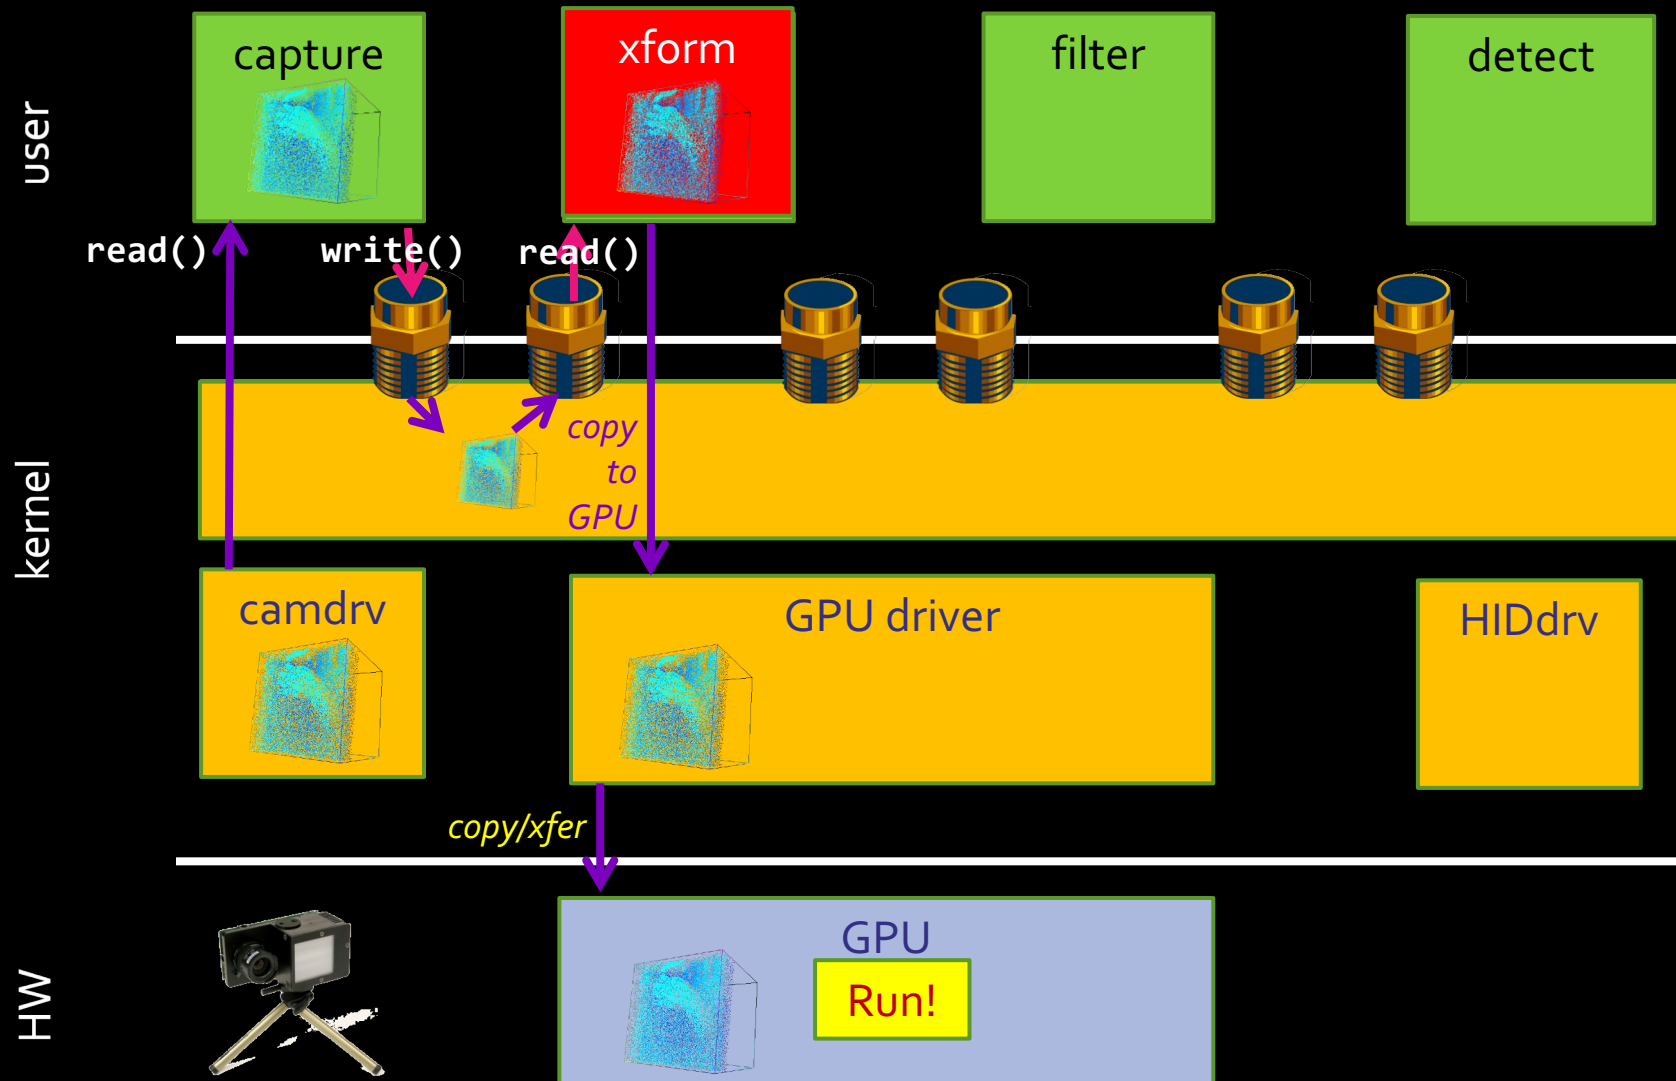 user
capture
xform
filter
detect
read()
write()
read()
kernel
copy
to
GPU
camdrv
GPU driver
HIDdrv
copy/xfer
HW
GPU
Run!